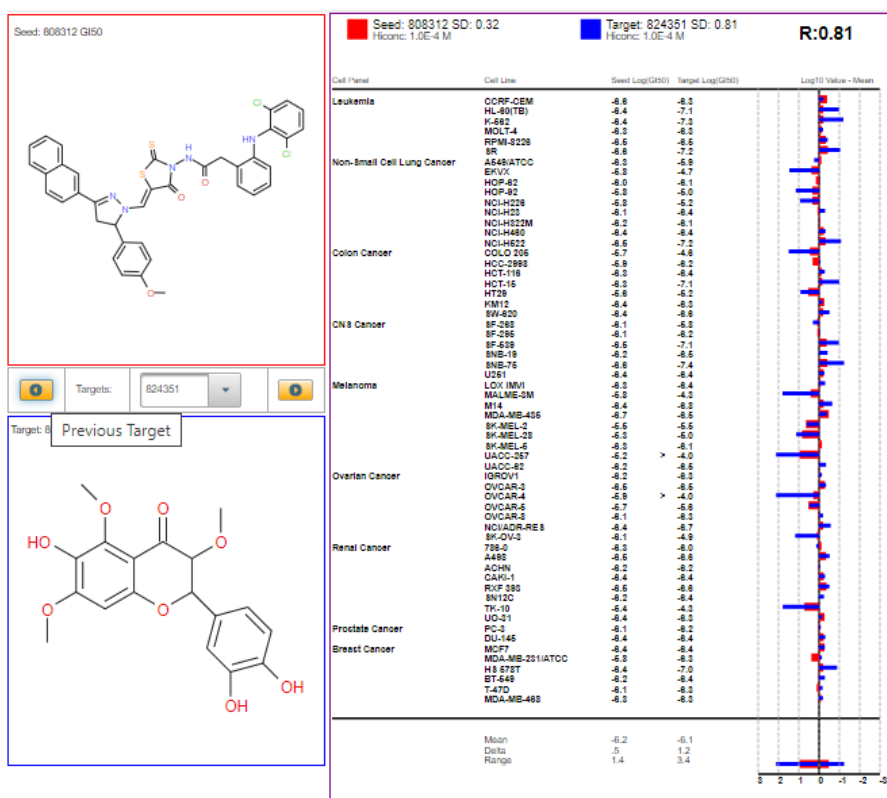 Seed: 808312 GI50
Cl
HN
Cl
S
NH
N
S
O
O
N
N
O
Targets:
824351
Target: 8
Previous Target
O
O
HO
O
O
O
OH
OH
Seed: 808312 SD: 0.32
Hiconc: 1.0E-4 M
Target: 824351 SD: 0.81
Hiconc: 1.0E-4 M
R:0.81
Cell Panel Cell Line Seed Log(GI50) Target Log(GI50) Log10 Value - Mean
Leukemia CCRF-CEM -6.6 -6.3
HL-60(TB) -6.4 -7.1
K-562 -6.4 -7.3
MOLT-4 -6.3 -6.3
RPMI-8226 -6.5 -6.5
SR -6.6 -7.2
Non-Small Cell Lung Cancer A549/ATCC -6.3 -5.9
EKVX -5.8 -4.7
HOP-62 -6.0 -6.1
HOP-92 -5.8 -5.0
NCI-H226 -5.8 -5.2
NCI-H23 -6.1 -6.4
NCI-H322M -6.2 -6.1
NCI-H460 -6.4 -6.4
NCI-H522 -6.5 -7.2
Colon Cancer COLO 205 -5.7 -4.6
HCC-2998 -5.9 -6.2
HCT-116 -6.3 -6.4
HCT-15 -6.3 -7.1
HT29 -5.6 -5.2
KM12 -6.4 -6.3
SW-620 -6.4 -6.6
CNS Cancer SF-268 -6.1 -5.8
SF-295 -6.1 -6.2
SF-539 -6.5 -7.1
SNB-19 -6.2 -6.5
SNB-75 -6.6 -7.4
U251 -6.4 -6.4
Melanoma LOX IMVI -6.3 -6.4
MALME-3M -5.8 -4.3
M14 -6.4 -6.8
MDA-MB-435 -6.7 -6.5
SK-MEL-2 -5.5 -5.5
SK-MEL-28 -5.3 -5.0
SK-MEL-5 -6.3 -6.1
UACC-257 -5.2 > -4.0
UACC-62 -6.2 -6.5
Ovarian Cancer IGROV1 -6.2 -6.3
OVCAR-3 -6.5 -6.5
OVCAR-4 -5.9 > -4.0
OVCAR-5 -5.7 -5.6
OVCAR-8 -6.1 -6.3
NCI/ADR-RES -6.4 -6.7
SK-OV-3 -6.1 -4.9
Renal Cancer 786-0 -6.3 -6.0
A498 -6.5 -6.6
ACHN -6.2 -6.2
CAKI-1 -6.4 -6.4
RXF 393 -6.5 -6.6
SN12C -6.2 -6.4
TK-10 -5.4 -4.3
UO-31 -6.4 -6.3
Prostate Cancer PC-3 -6.1 -6.2
DU-145 -6.4 -6.4
Breast Cancer MCF7 -6.4 -6.4
MDA-MB-231/ATCC -5.8 -6.3
HS 578T -6.4 -7.0
BT-549 -6.2 -6.4
T-47D -6.1 -6.3
MDA-MB-468 -6.3 -6.3
Mean -6.2 -6.1
Delta .5 1.2
Range 1.4 3.4
3 2 1 0 -1 -2 -3